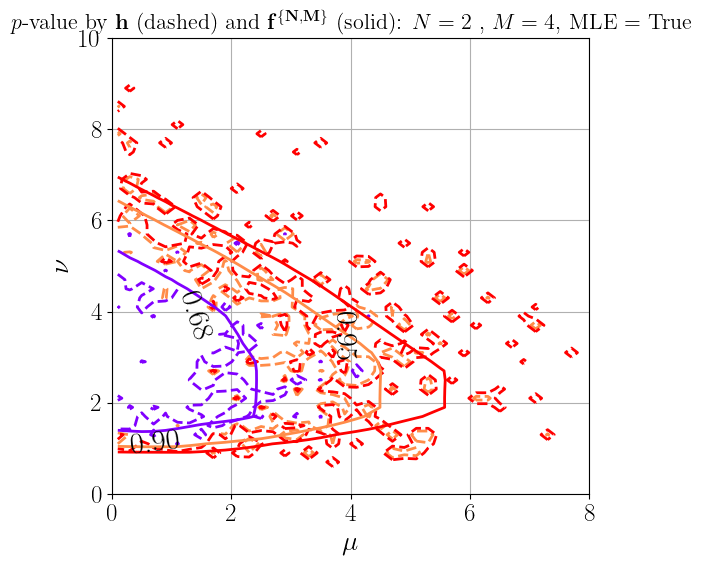 p-value by h (dashed) and f^{N,M} (solid): N = 2 , M = 4, MLE = True
10
8
6
4
2
0
ν
0.68
0.95
0.90
0 2 4 6 8
μ